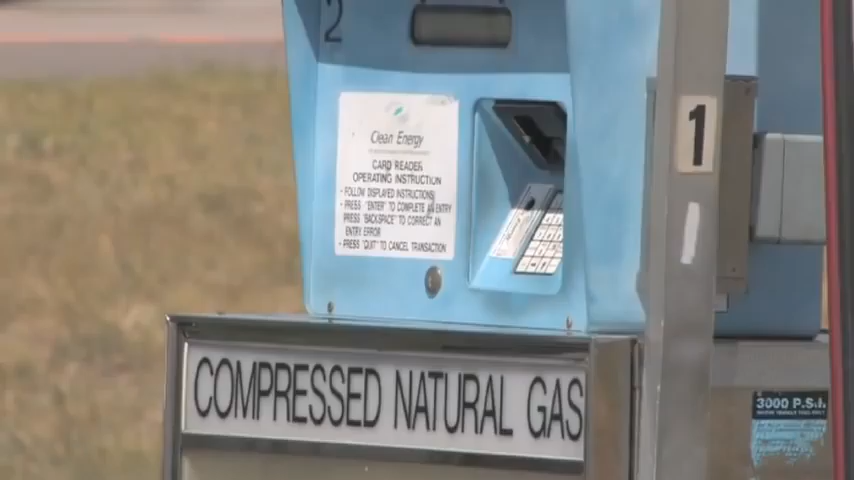 2
Clean Energy
CARD READER
OPERATING INSTRUCTION
• FOLLOW DISPLAYED INSTRUCTIONS
• PRESS "ENTER" TO COMPLETE AN ENTRY
PRESS "BACKSPACE" TO CORRECT AN
ENTRY ERROR
• PRESS "QUIT" TO CANCEL TRANSACTION
1
COMPRESSED NATURAL GAS
3000 P.S.I.